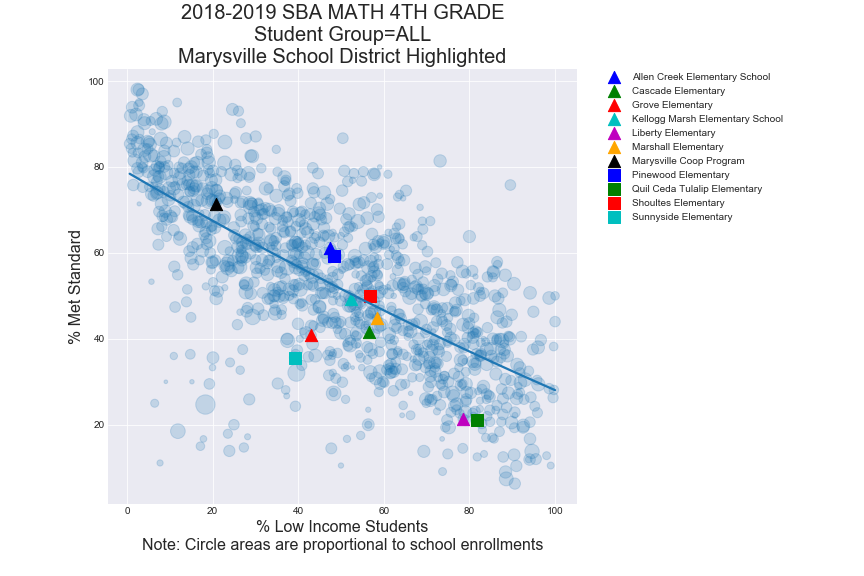 2018-2019 SBA MATH 4TH GRADE
Student Group=ALL
Marysville School District Highlighted
% Met Standard
100
80
60
40
20
0
20
40
60
80
100
% Low Income Students
Note: Circle areas are proportional to school enrollments
Allen Creek Elementary School
Cascade Elementary
Grove Elementary
Kellogg Marsh Elementary School
Liberty Elementary
Marshall Elementary
Marysville Coop Program
Pinewood Elementary
Quil Ceda Tulalip Elementary
Shoultes Elementary
Sunnyside Elementary